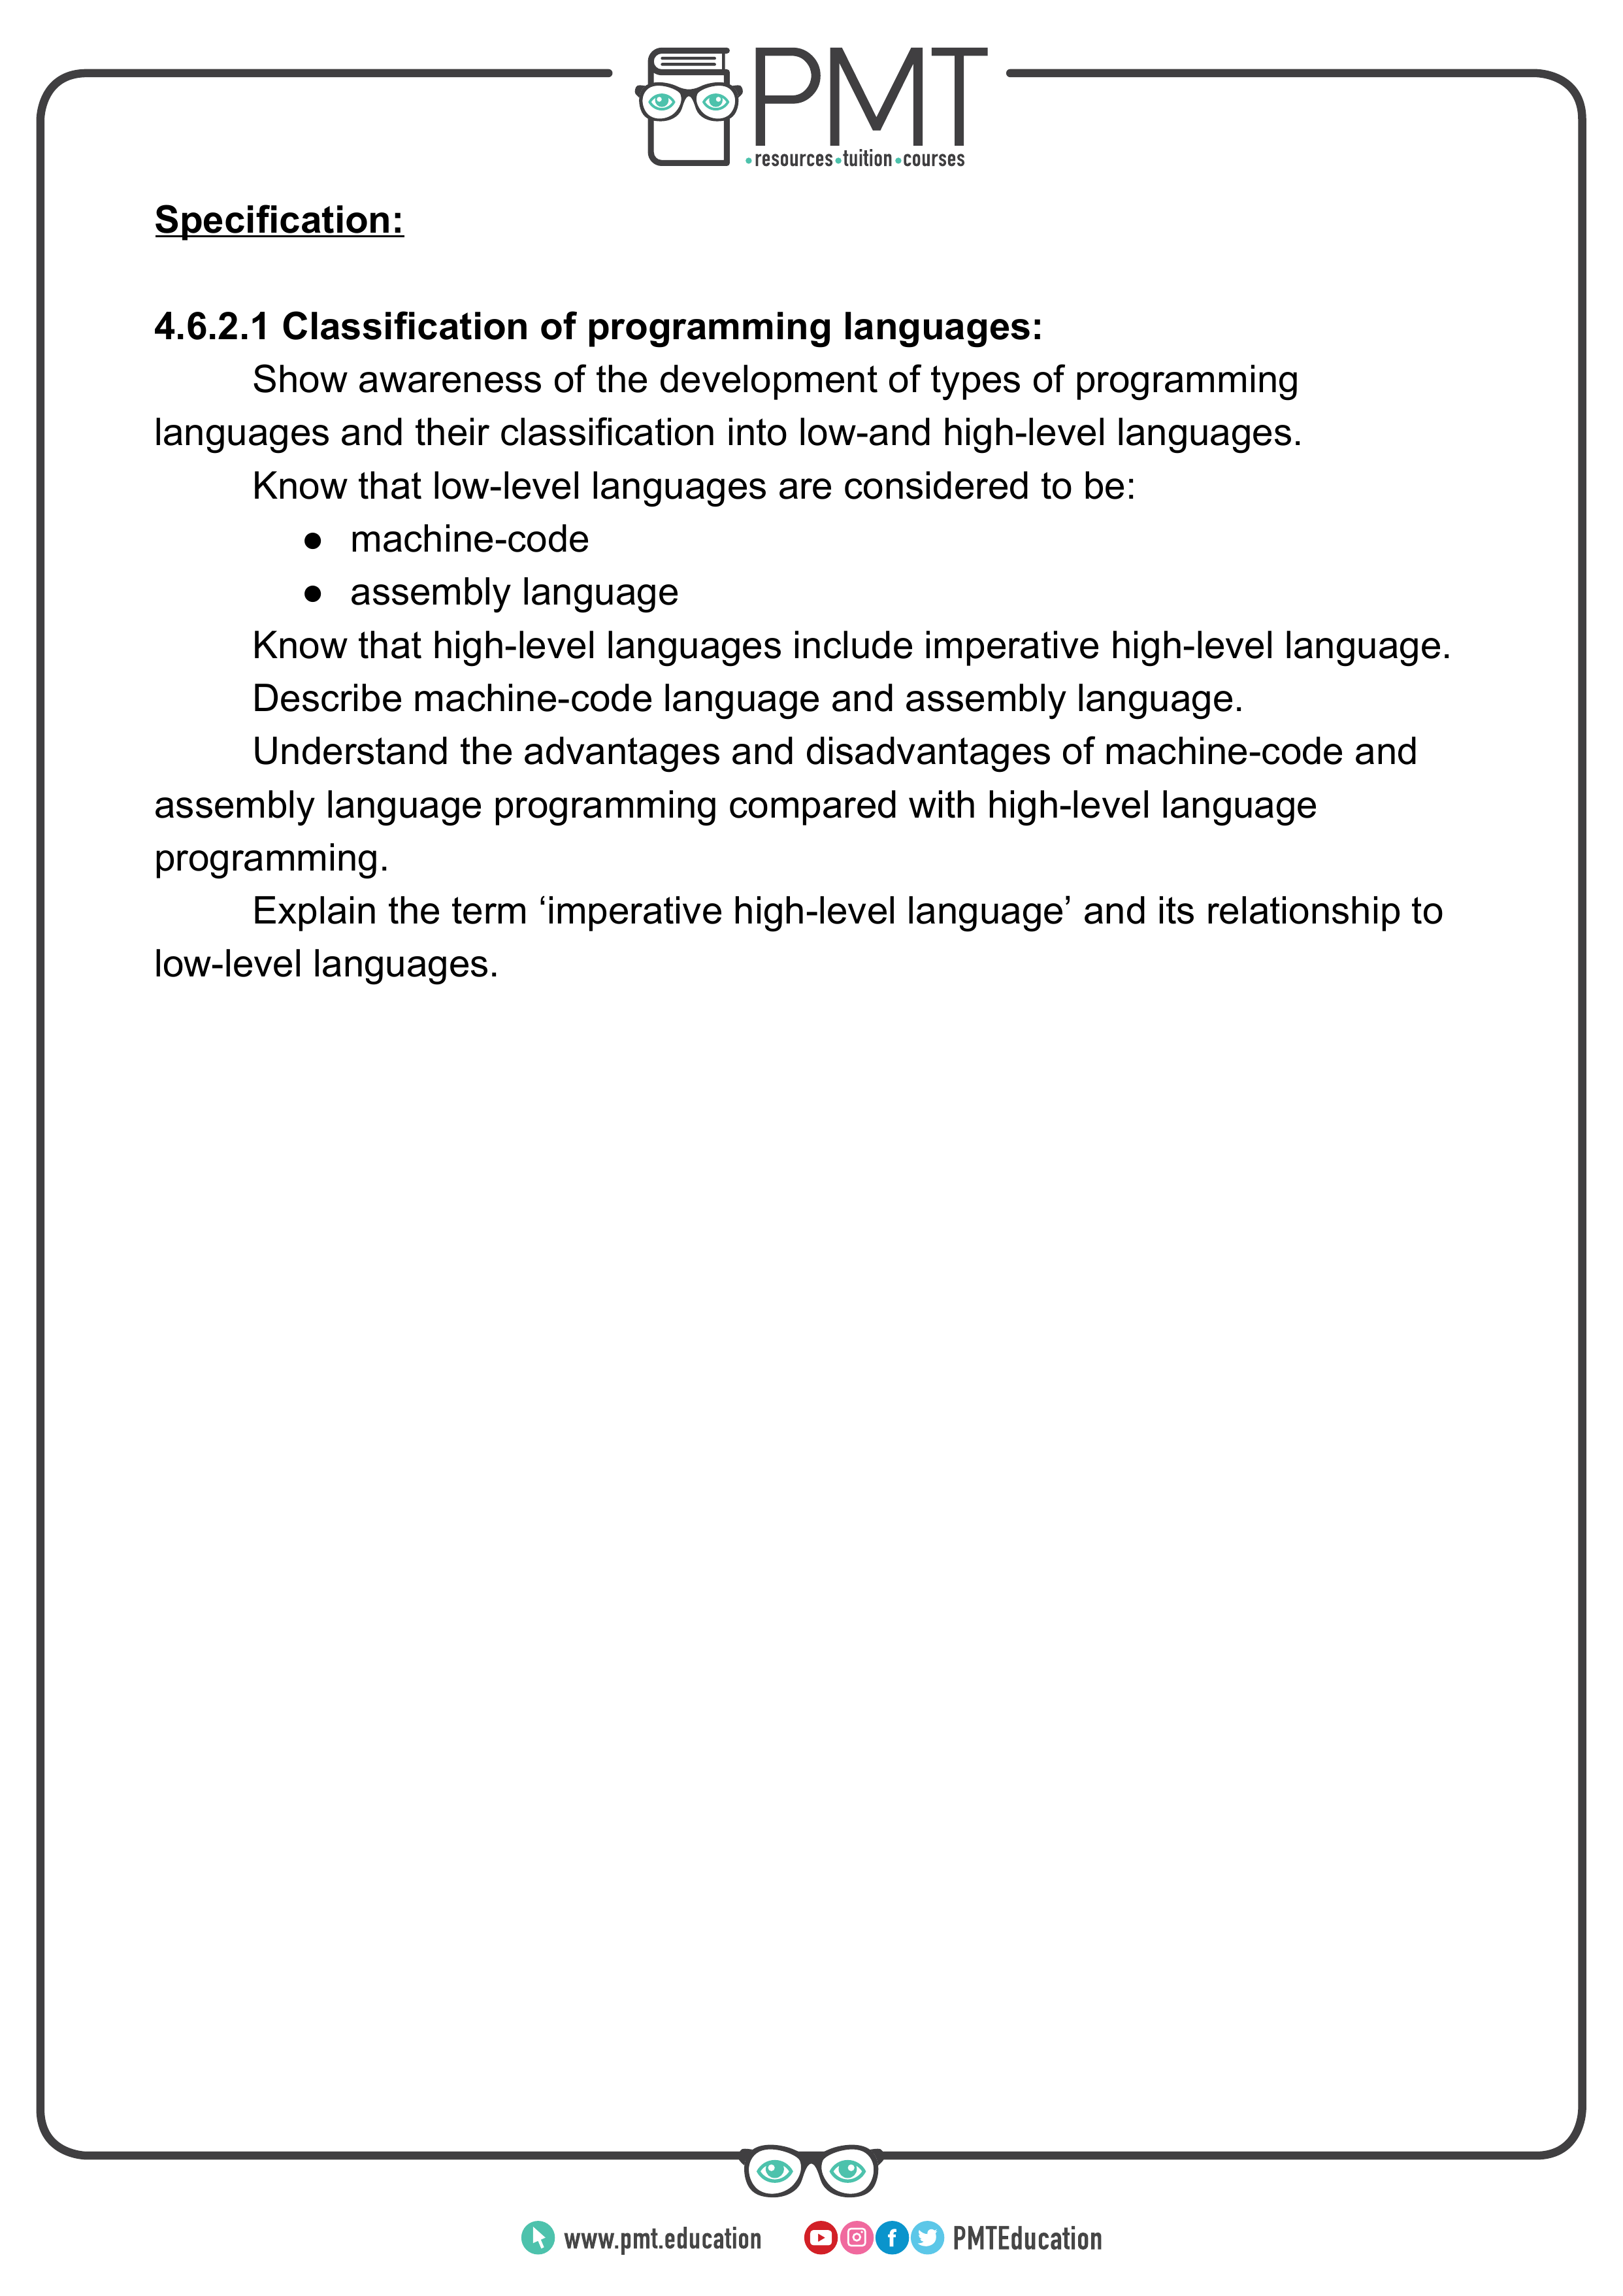 PMT
•resources•tuition•courses
Specification:
4.6.2.1 Classification of programming languages:
Show awareness of the development of types of programming
languages and their classification into low-and high-level languages.
Know that low-level languages are considered to be:
● machine-code
● assembly language
Know that high-level languages include imperative high-level language.
Describe machine-code language and assembly language.
Understand the advantages and disadvantages of machine-code and
assembly language programming compared with high-level language
programming.
Explain the term ‘imperative high-level language’ and its relationship to
low-level languages.
www.pmt.education PMTEducation